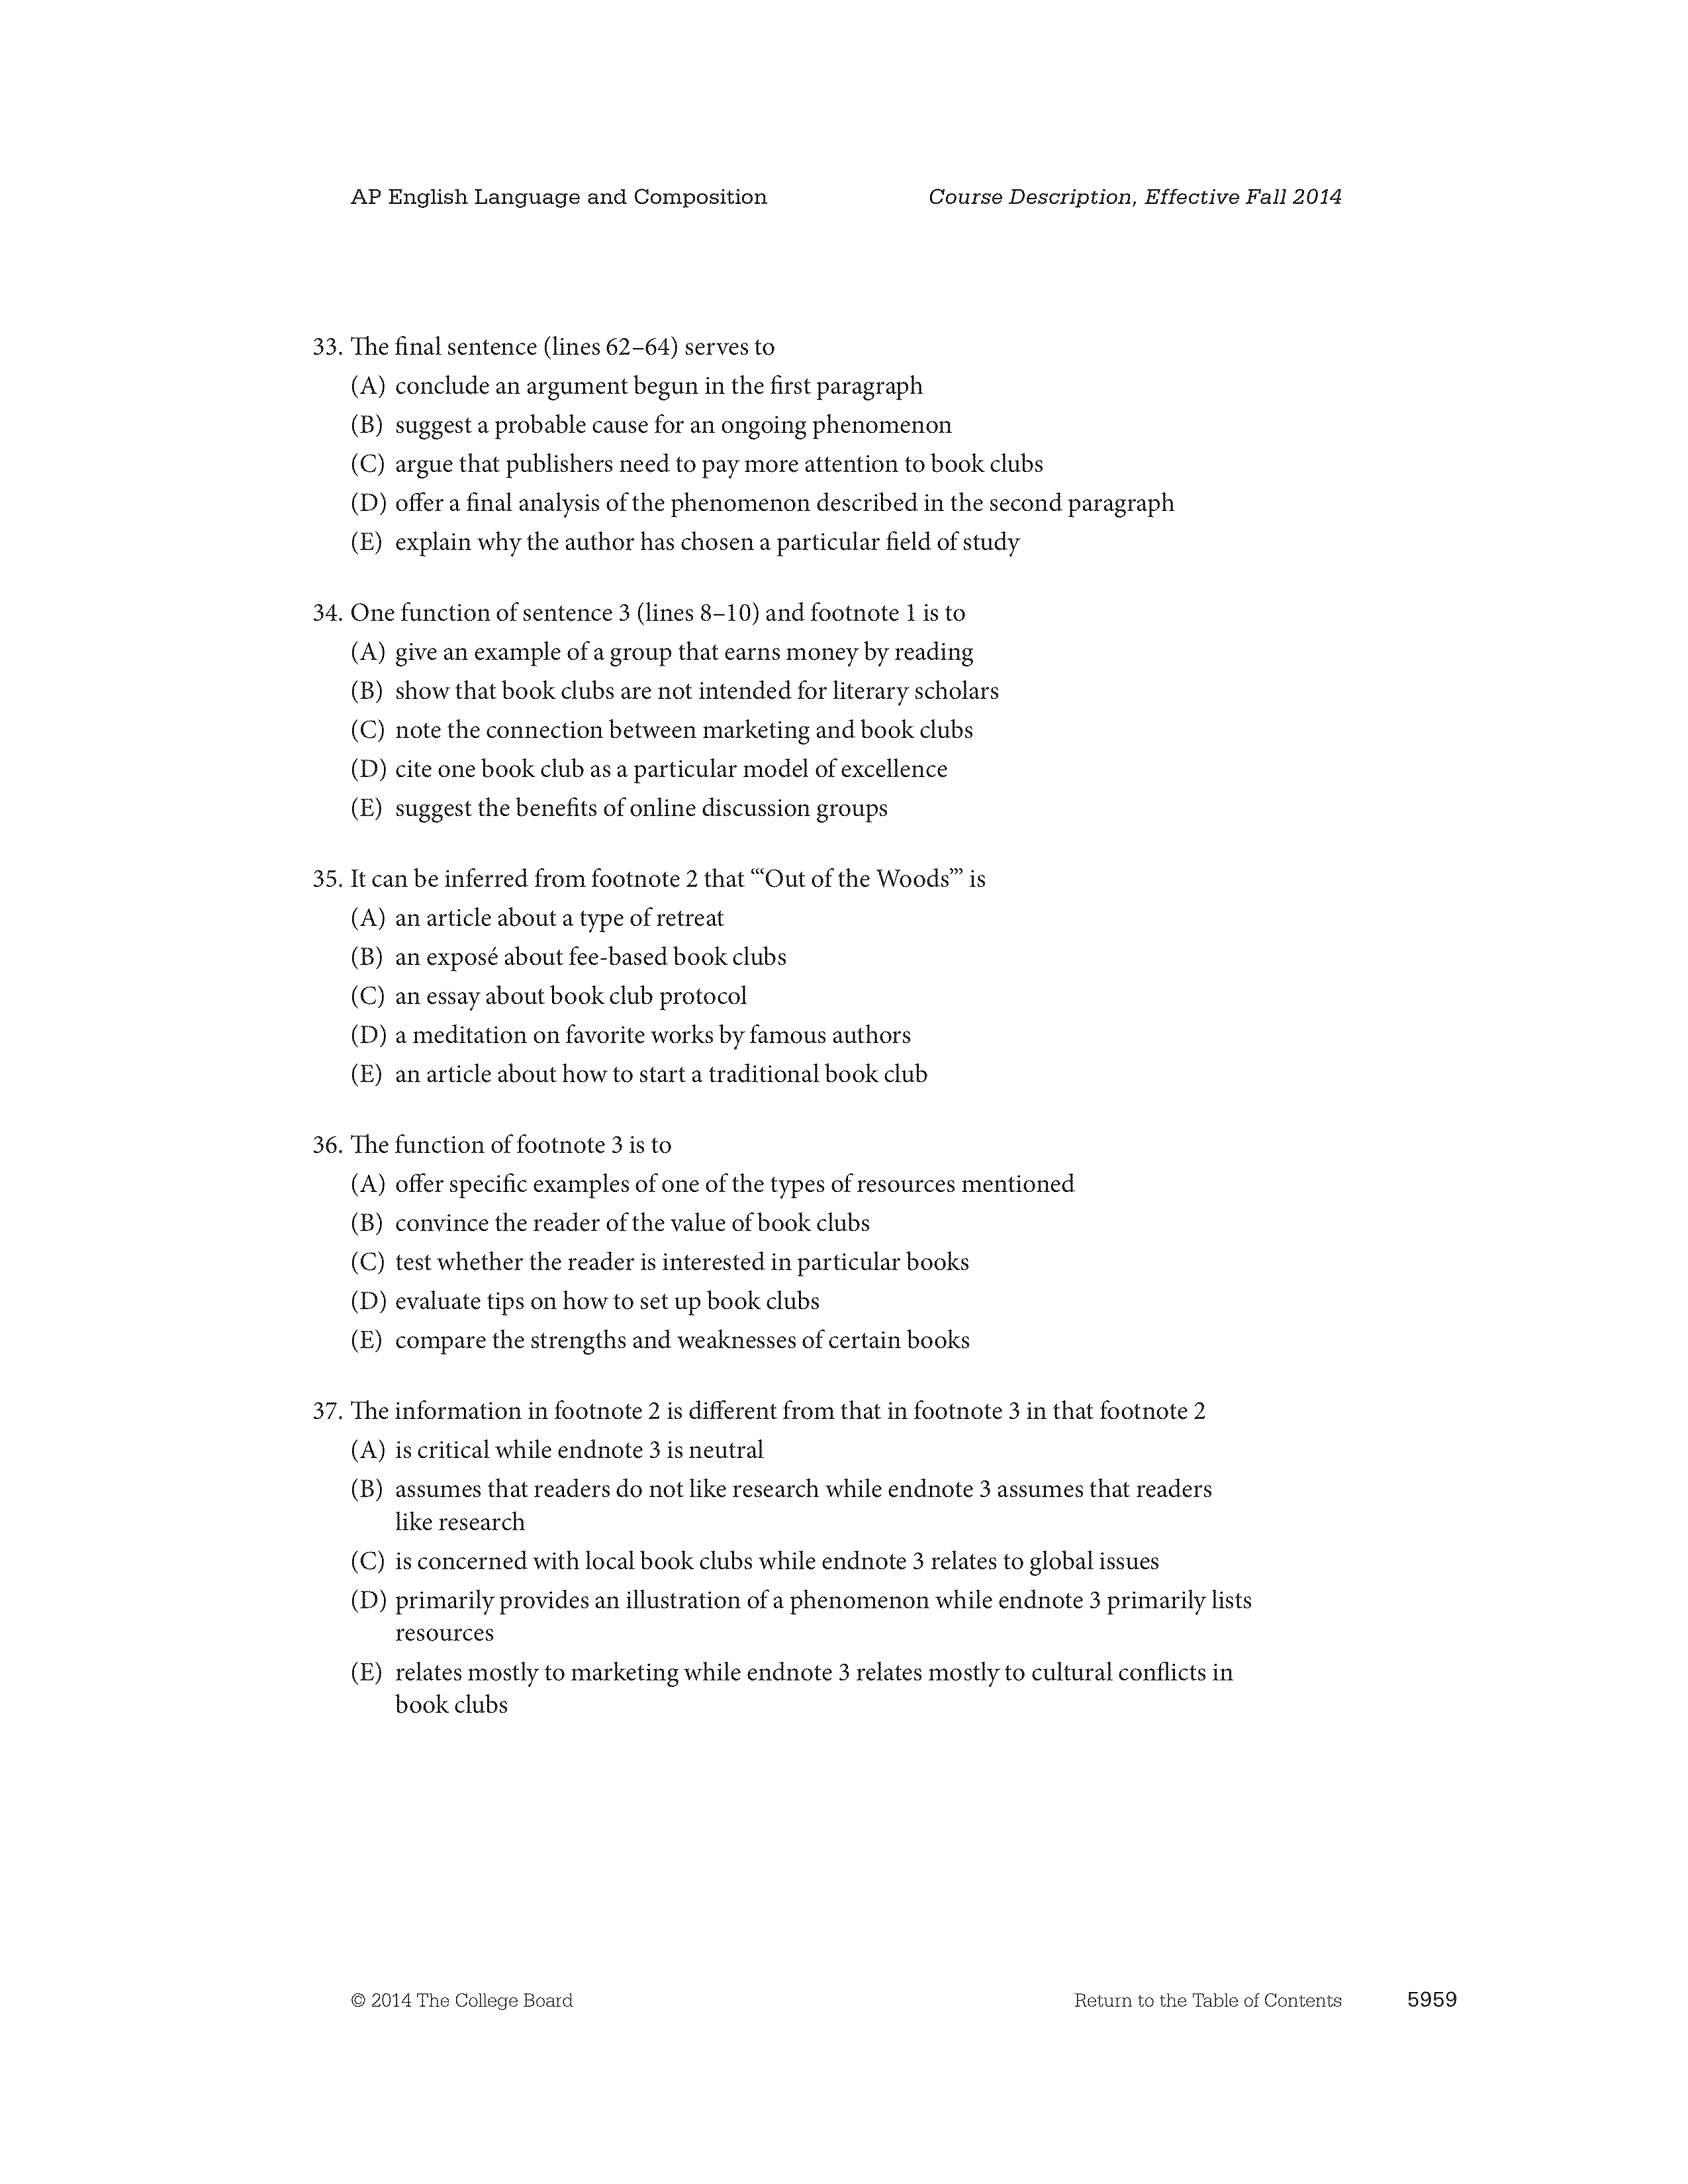 AP English Language and Composition Course Description, Effective Fall 2014
33. The final sentence (lines 62–64) serves to
(A) conclude an argument begun in the first paragraph
(B) suggest a probable cause for an ongoing phenomenon
(C) argue that publishers need to pay more attention to book clubs
(D) offer a final analysis of the phenomenon described in the second paragraph
(E) explain why the author has chosen a particular field of study
34. One function of sentence 3 (lines 8–10) and footnote 1 is to
(A) give an example of a group that earns money by reading
(B) show that book clubs are not intended for literary scholars
(C) note the connection between marketing and book clubs
(D) cite one book club as a particular model of excellence
(E) suggest the benefits of online discussion groups
35. It can be inferred from footnote 2 that “‘Out of the Woods’” is
(A) an article about a type of retreat
(B) an exposé about fee-based book clubs
(C) an essay about book club protocol
(D) a meditation on favorite works by famous authors
(E) an article about how to start a traditional book club
36. The function of footnote 3 is to
(A) offer specific examples of one of the types of resources mentioned
(B) convince the reader of the value of book clubs
(C) test whether the reader is interested in particular books
(D) evaluate tips on how to set up book clubs
(E) compare the strengths and weaknesses of certain books
37. The information in footnote 2 is different from that in footnote 3 in that footnote 2
(A) is critical while endnote 3 is neutral
(B) assumes that readers do not like research while endnote 3 assumes that readers
like research
(C) is concerned with local book clubs while endnote 3 relates to global issues
(D) primarily provides an illustration of a phenomenon while endnote 3 primarily lists
resources
(E) relates mostly to marketing while endnote 3 relates mostly to cultural conflicts in
book clubs
© 2014 The College Board Return to the Table of Contents 5959